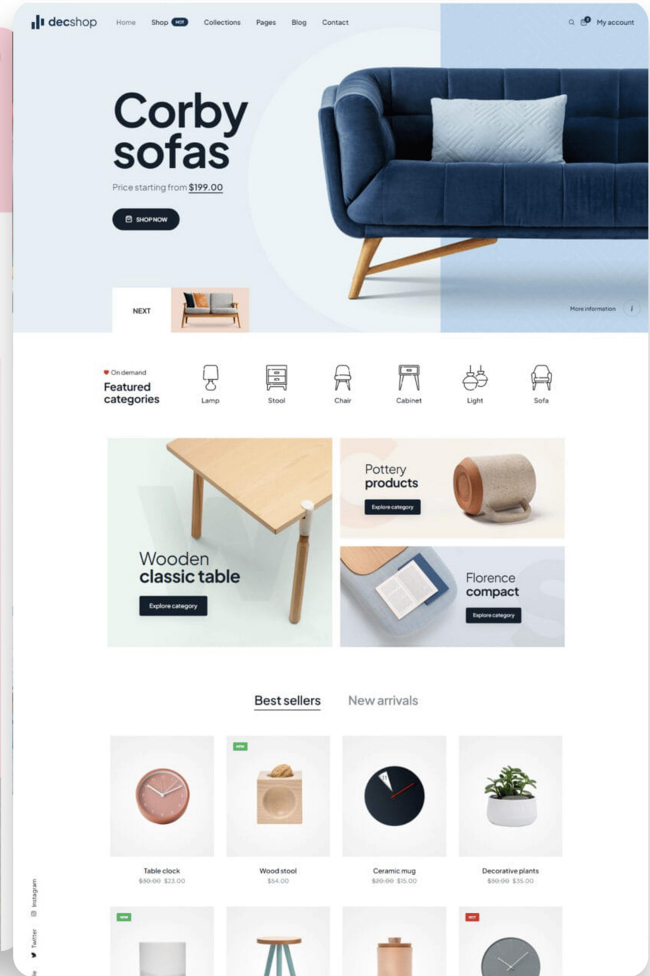 decshop
Home
Shop HOT
Collections
Pages
Blog
Contact
My account
Corby
sofas
Price starting from $199.00
SHOP NOW
NEXT
More information
i
On demand
Featured
categories
Lamp
Stool
Chair
Cabinet
Light
Sofa
Wooden
classic table
Explore category
Pottery
products
Explore category
Florence
compact
Explore category
Best sellers
New arrivals
NEW
Table clock
$30.00 $23.00
Wood stool
$54.00
Ceramic mug
$20.00 $15.00
Decorative plants
$30.00 $35.00
NEW
HOT
Instagram
Twitter